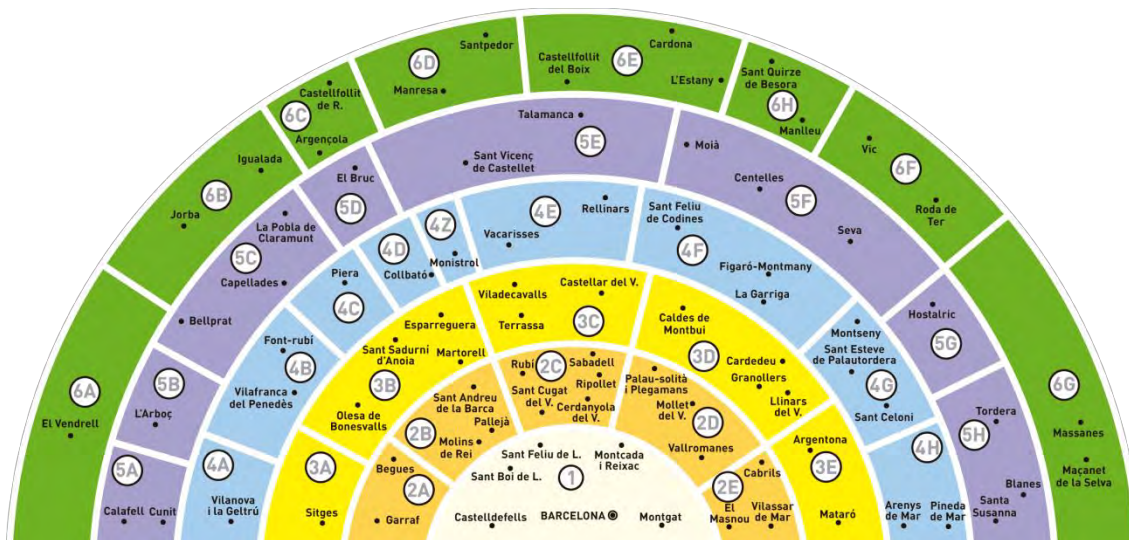 6A
El Vendrell
6B
Jorba
Igualada
6C
Castellfollit
de R.
Argençola
6D
Santpedor
Manresa
6E
Cardona
Castellfollit
del Boix
L'Estany
6H
Sant Quirze
de Besora
Manlleu
6F
Vic
Roda de
Ter
6G
Massanes
Maçanet
de la Selva
5A
Calafell
Cunit
5B
L'Arboç
5C
La Pobla de
Claramunt
Capellades
Bellprat
5D
El Bruc
5E
Talamanca
Sant Vicenç
de Castellet
5F
Moià
Centelles
Seva
5G
Hostalric
5H
Tordera
Blanes
Santa
Susanna
4A
Vilanova
i la Geltrú
4B
Font-rubí
Vilafranca
del Penedès
4C
Piera
4D
Collbató
4Z
Monistrol
4E
Rellinars
Vacarisses
4F
Sant Feliu
de Codines
Figaró-Montmany
La Garriga
4G
Montseny
Sant Esteve
de Palautordera
Sant Celoni
4H
Arenys
de Mar
Pineda
de Mar
3A
Sitges
3B
Esparreguera
Sant Sadurní
d'Anoia
Martorell
Olesa de
Bonesvalls
3C
Viladecavalls
Castellar del V.
Terrassa
3D
Caldes de
Montbui
Cardedeu
Granollers
Llinars
del V.
3E
Argentona
Mataró
2A
Begues
Garraf
2B
Sant Andreu
de la Barca
Pallejà
Molins
de Rei
2C
Rubí
Sabadell
Ripollet
Sant Cugat
del V.
Cerdanyola
del V.
2D
Palau-solità
i Plegamans
Mollet
del V.
Vallromanes
2E
Cabrils
El
Masnou
Vilassar
de Mar
1
Sant Feliu de L.
Montcada
i Reixac
Sant Boi de L.
Castelldefells
BARCELONA
Montgat